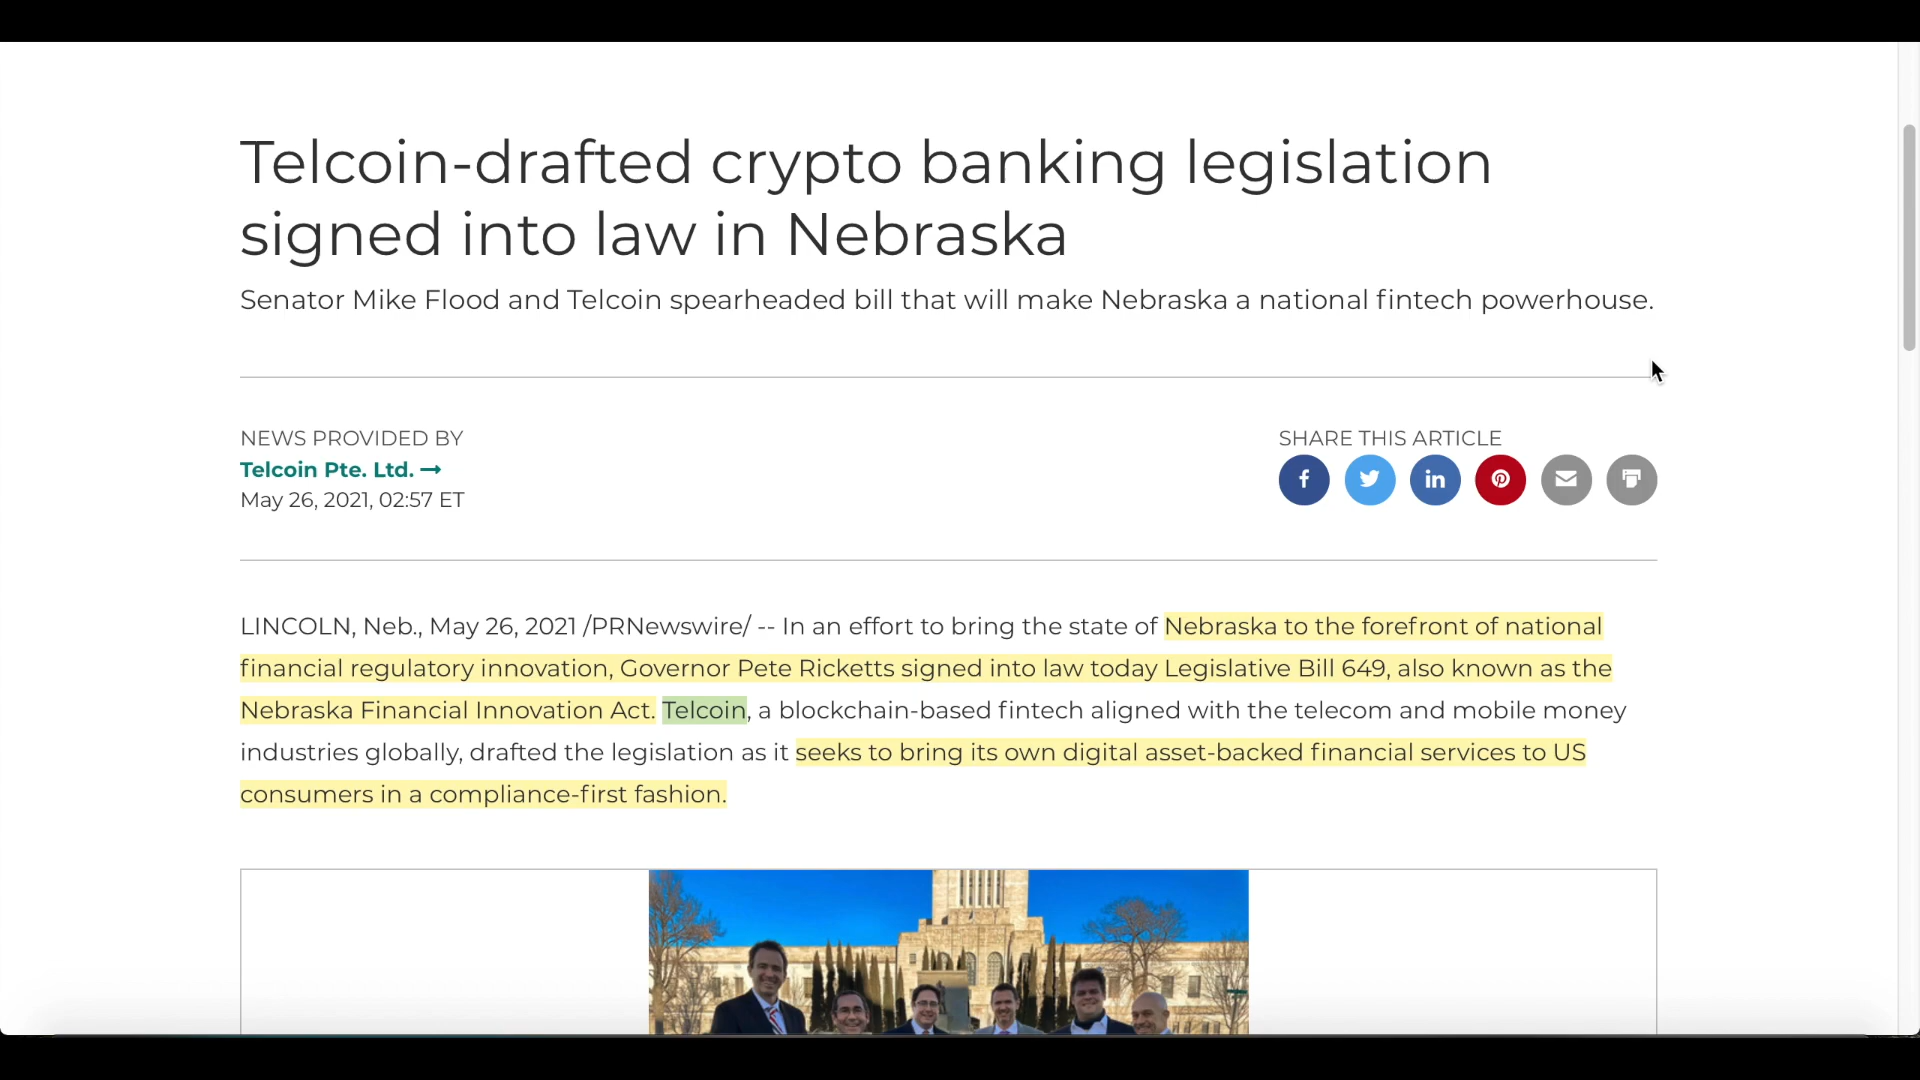 Telcoin-drafted crypto banking legislation
signed into law in Nebraska
Senator Mike Flood and Telcoin spearheaded bill that will make Nebraska a national fintech powerhouse.
NEWS PROVIDED BY
Telcoin Pte. Ltd. →
May 26, 2021, 02:57 ET
SHARE THIS ARTICLE
LINCOLN, Neb., May 26, 2021 /PRNewswire/ -- In an effort to bring the state of Nebraska to the forefront of national
financial regulatory innovation, Governor Pete Ricketts signed into law today Legislative Bill 649, also known as the
Nebraska Financial Innovation Act. Telcoin, a blockchain-based fintech aligned with the telecom and mobile money
industries globally, drafted the legislation as it seeks to bring its own digital asset-backed financial services to US
consumers in a compliance-first fashion.